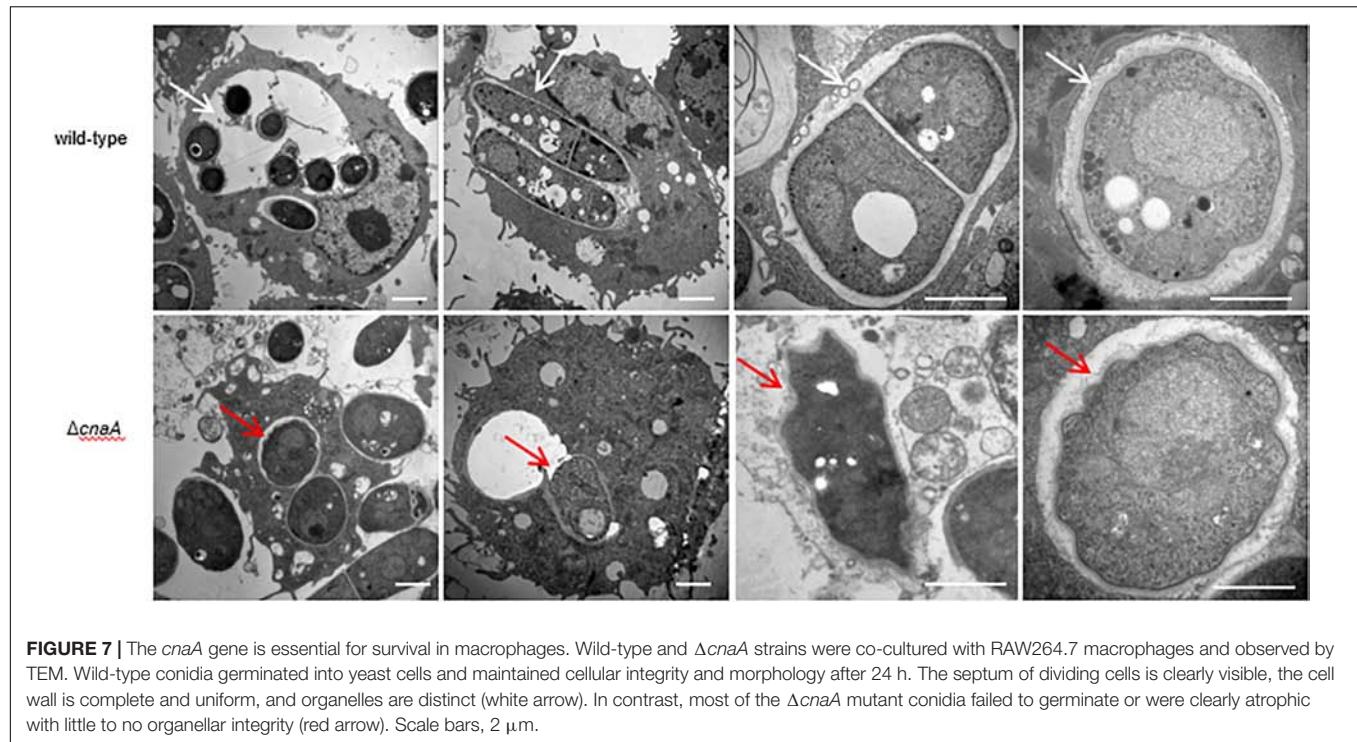 wild-type
ΔcnaA
FIGURE 7 | The cnaA gene is essential for survival in macrophages. Wild-type and ΔcnaA strains were co-cultured with RAW264.7 macrophages and observed by
TEM. Wild-type conidia germinated into yeast cells and maintained cellular integrity and morphology after 24 h. The septum of dividing cells is clearly visible, the cell
wall is complete and uniform, and organelles are distinct (white arrow). In contrast, most of the ΔcnaA mutant conidia failed to germinate or were clearly atrophic
with little to no organellar integrity (red arrow). Scale bars, 2 μm.